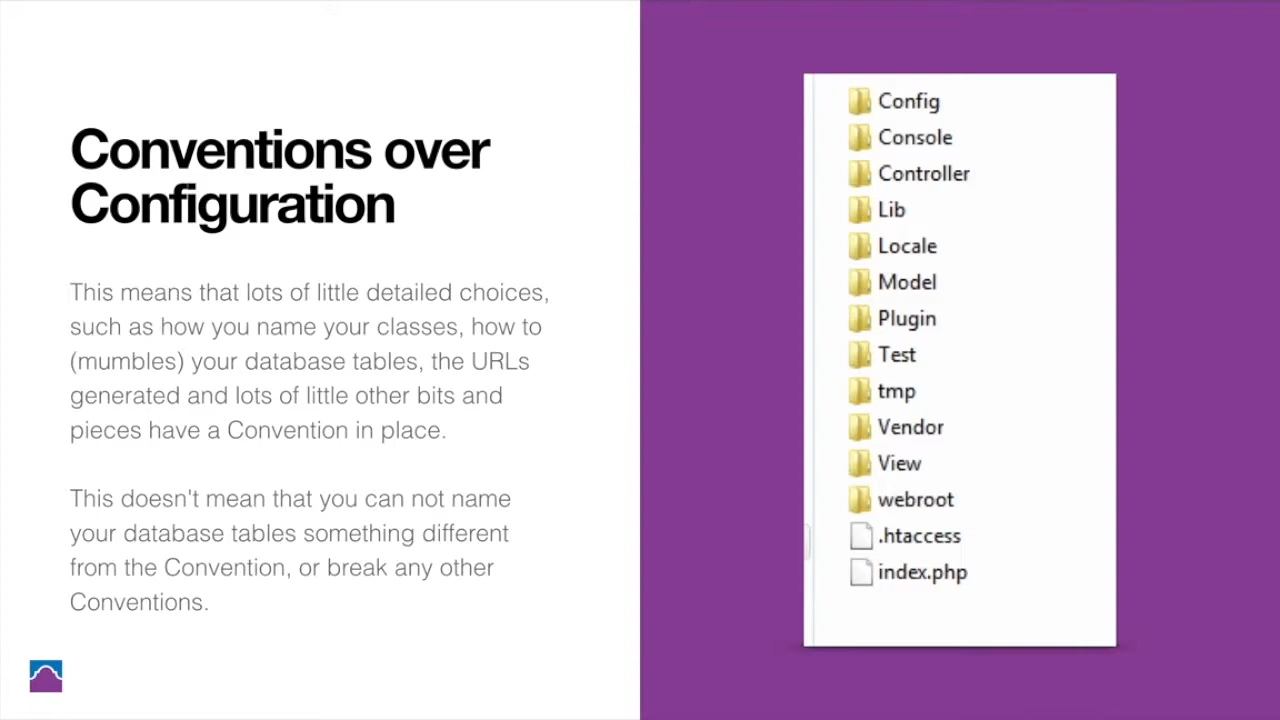 Conventions over
Configuration
This means that lots of little detailed choices,
such as how you name your classes, how to
(mumbles) your database tables, the URLs
generated and lots of little other bits and
pieces have a Convention in place.
This doesn't mean that you can not name
your database tables something different
from the Convention, or break any other
Conventions.
Config
Console
Controller
Lib
Locale
Model
Plugin
Test
tmp
Vendor
View
webroot
.htaccess
index.php